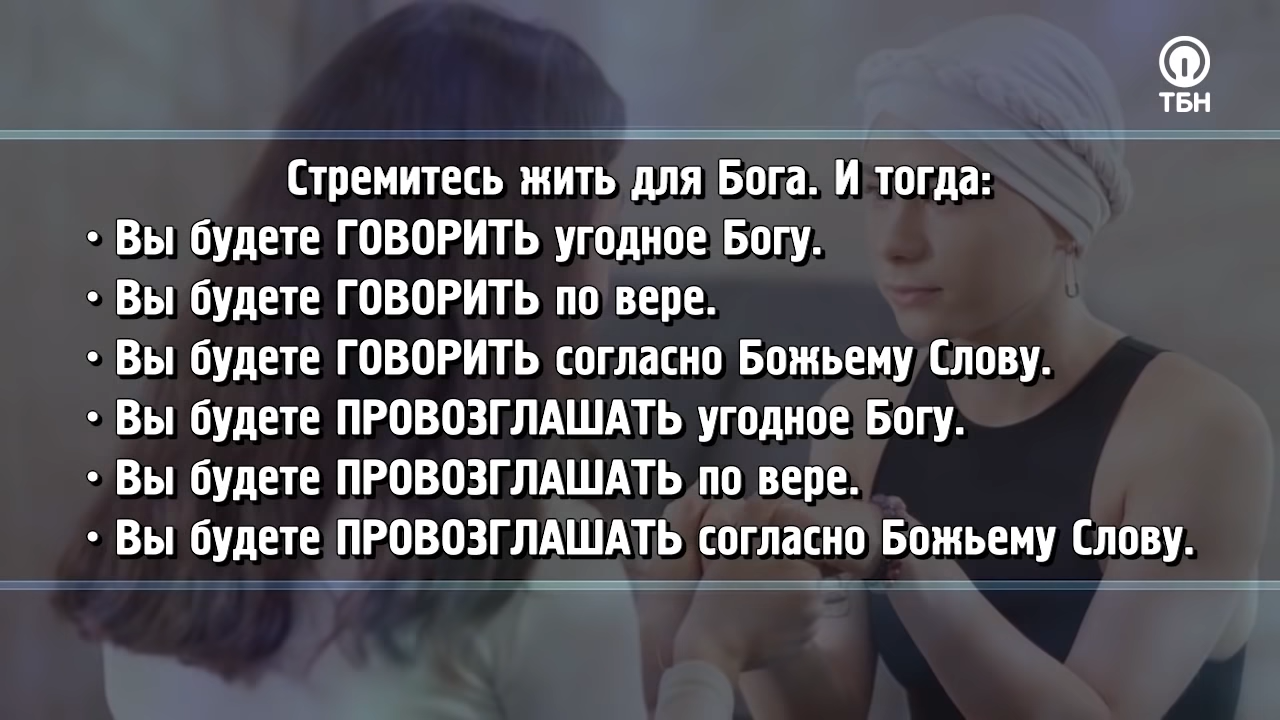 ТБН
Стремитесь жить для Бога. И тогда:
• Вы будете ГОВОРИТЬ угодное Богу.
• Вы будете ГОВОРИТЬ по вере.
• Вы будете ГОВОРИТЬ согласно Божьему Слову.
• Вы будете ПРОВОЗГЛАШАТЬ угодное Богу.
• Вы будете ПРОВОЗГЛАШАТЬ по вере.
• Вы будете ПРОВОЗГЛАШАТЬ согласно Божьему Слову.